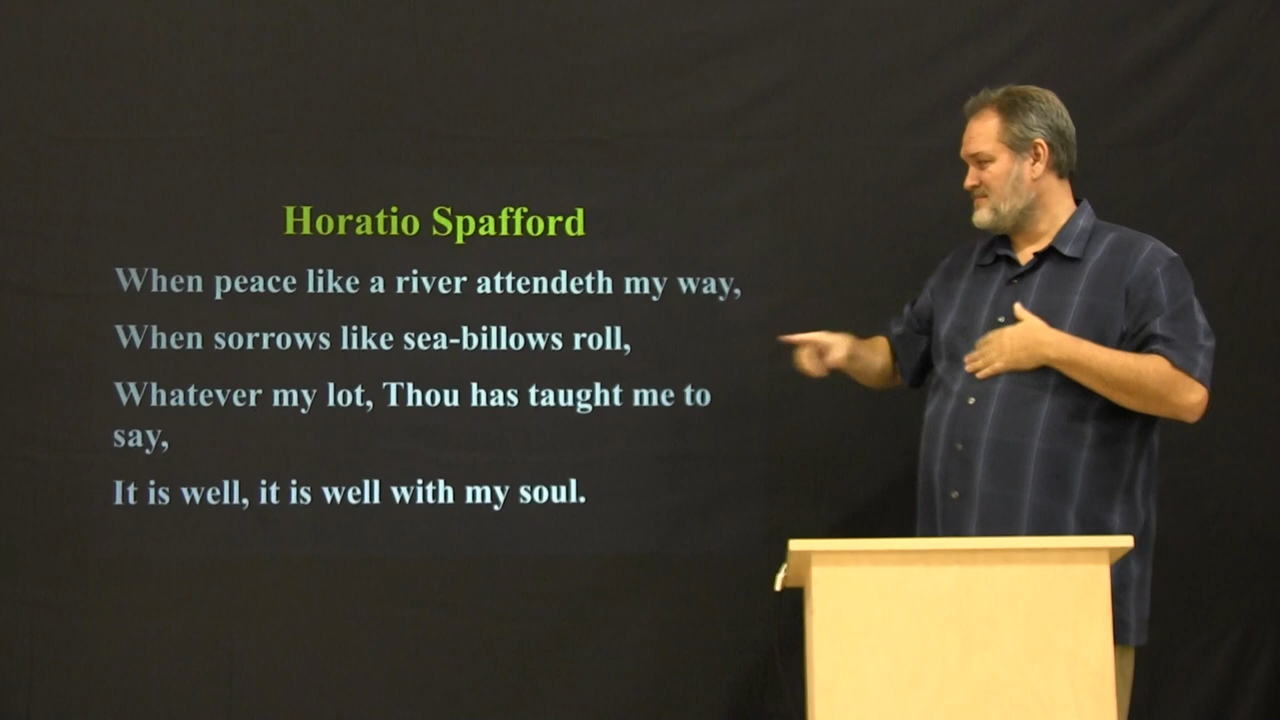 Horatio Spafford
When peace like a river attendeth my way,
When sorrows like sea-billows roll,
Whatever my lot, Thou has taught me to
say,
It is well, it is well with my soul.